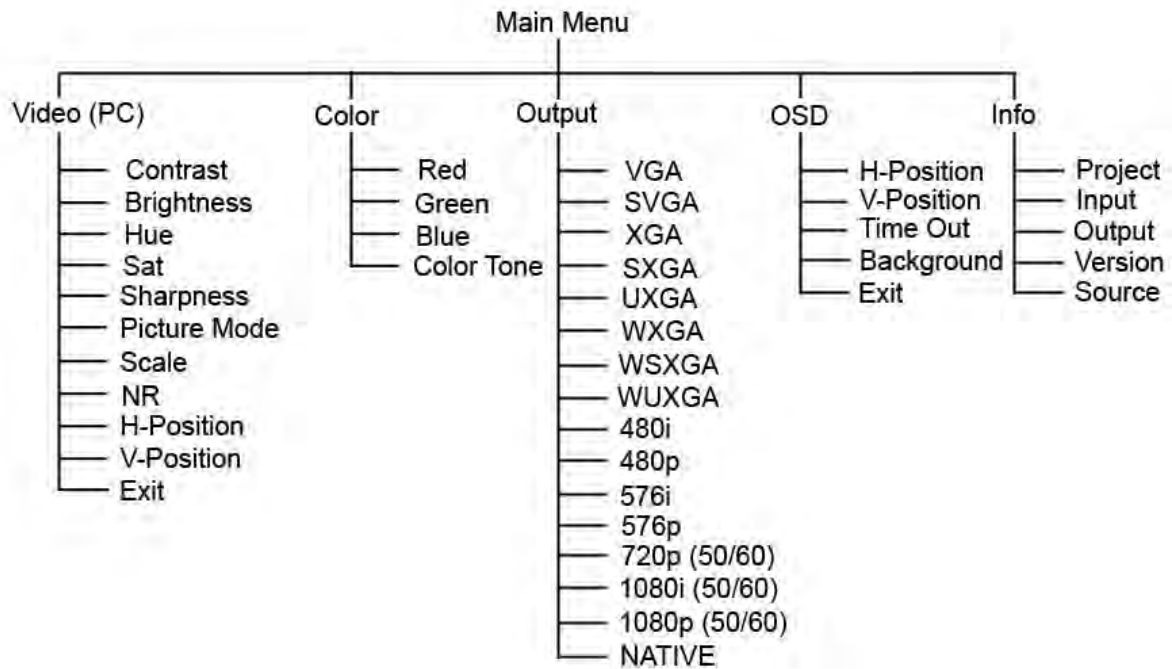 Main Menu
Video (PC)
Contrast
Brightness
Hue
Sat
Sharpness
Picture Mode
Scale
NR
H-Position
V-Position
Exit
Color
Red
Green
Blue
Color Tone
Output
VGA
SVGA
XGA
SXGA
UXGA
WXGA
WSXGA
WUXGA
480i
480p
576i
576p
720p (50/60)
1080i (50/60)
1080p (50/60)
NATIVE
OSD
H-Position
V-Position
Time Out
Background
Exit
Info
Project
Input
Output
Version
Source